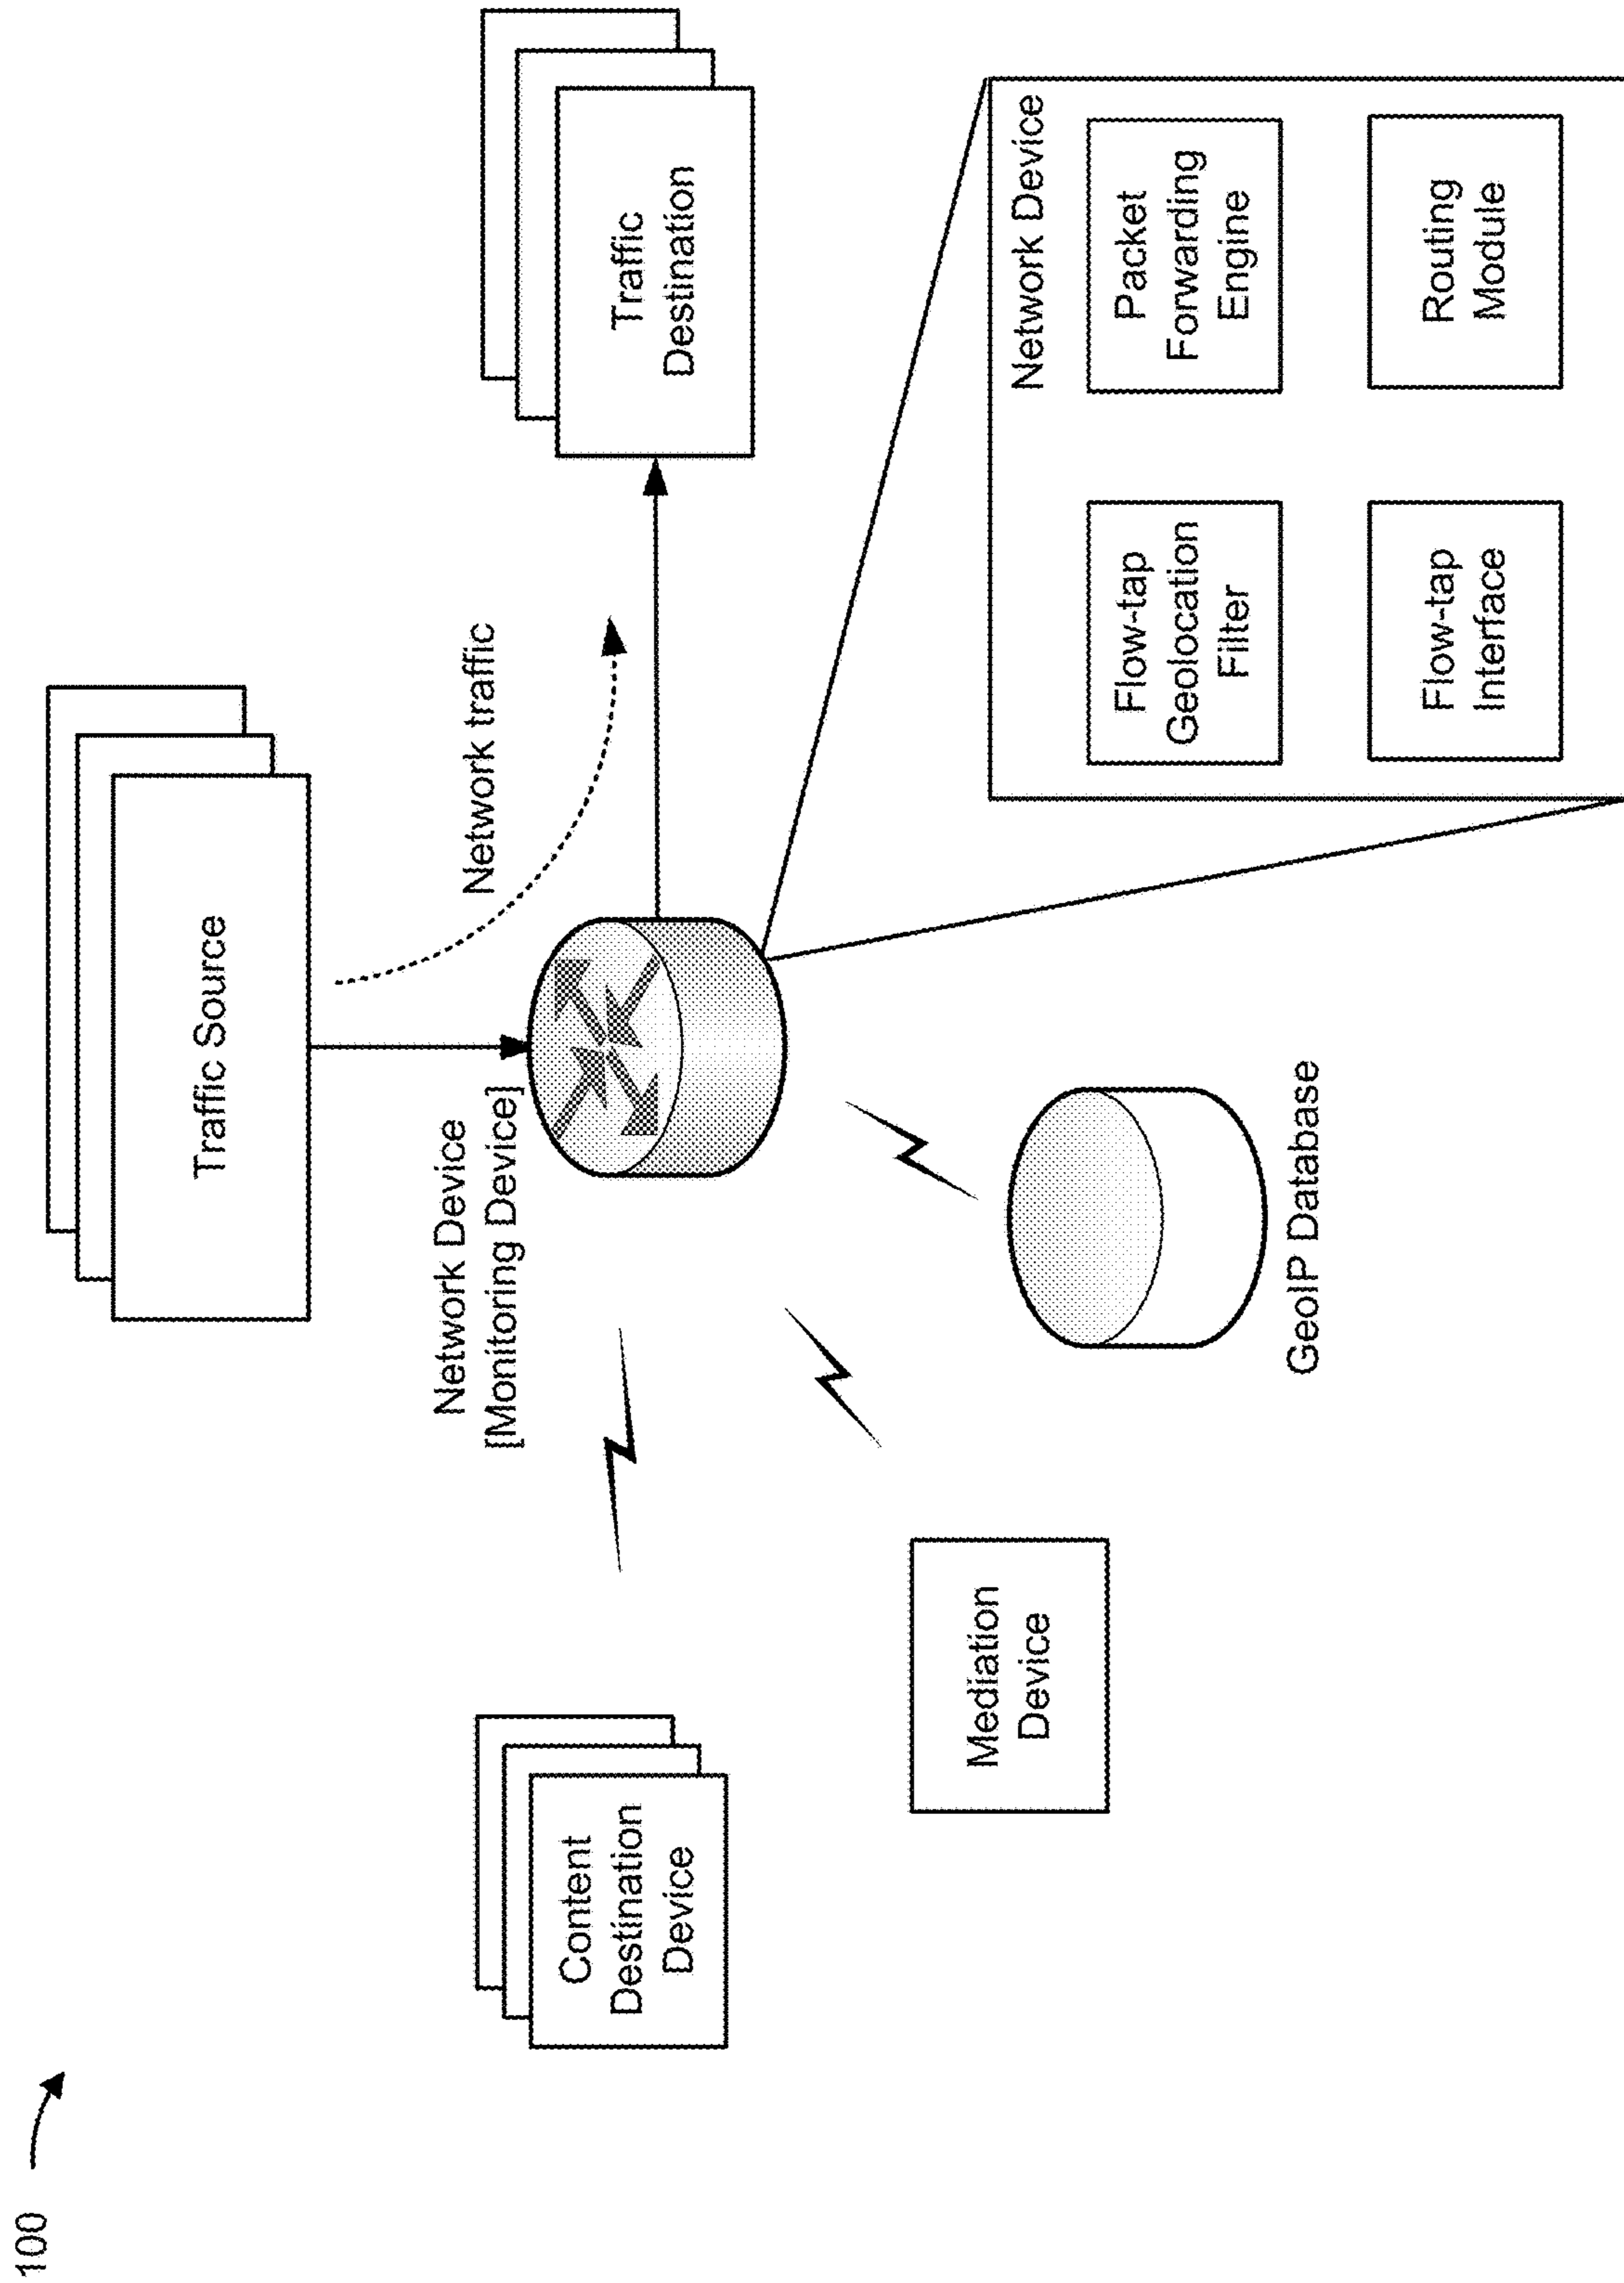 100
Traffic Source
Network Device
[Monitoring Device]
Network traffic
Traffic
Destination
Content
Destination
Device
Mediation
Device
GeoIP Database
Network Device
Flow-tap
Geolocation
Filter
Packet
Forwarding
Engine
Flow-tap
Interface
Routing
Module